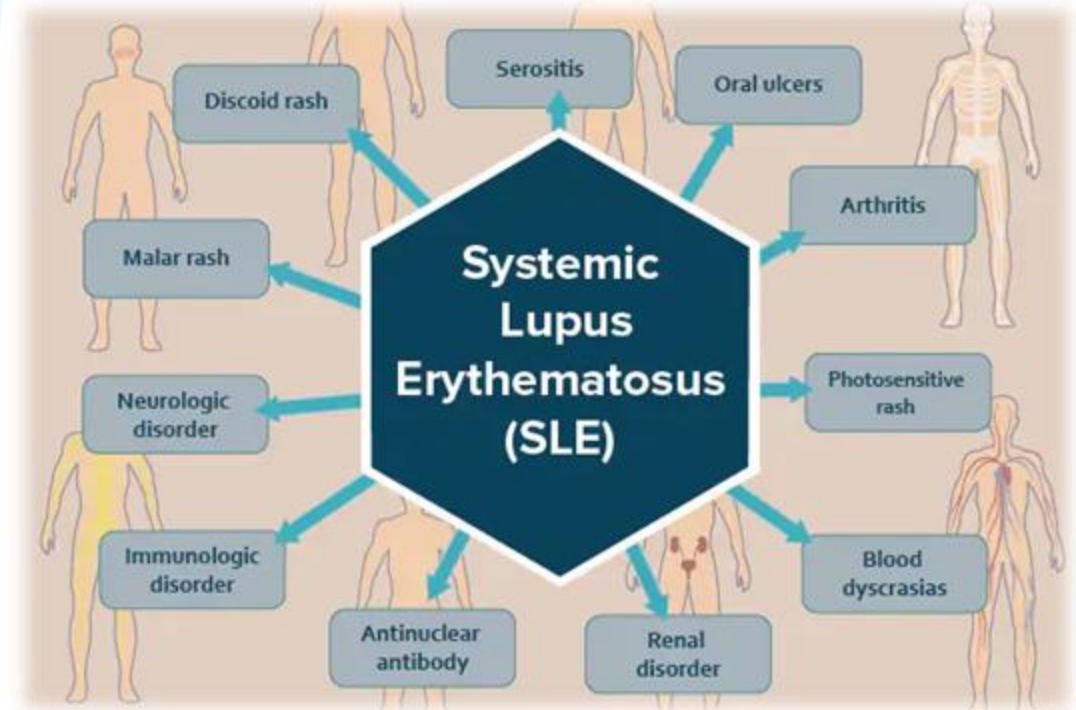 Serositis
Oral ulcers
Discoid rash
Arthritis
Malar rash
Systemic
Lupus
Erythematosus
(SLE)
Photosensitive
rash
Neurologic
disorder
Immunologic
disorder
Blood
dyscrasias
Antinuclear
antibody
Renal
disorder